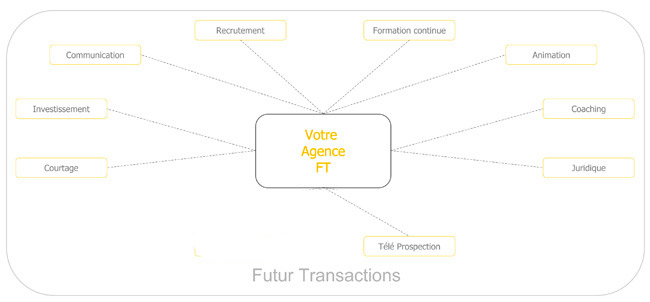 Recrutement
Formation continue
Communication
Animation
Investissement
Coaching
Votre
Agence
FT
Courtage
Juridique
Télé Prospection
Futur Transactions